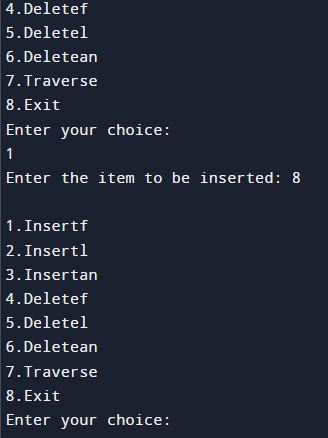 4.Deletef
5.Deletel
6.Deletean
7.Traverse
8.Exit
Enter your choice:
1
Enter the item to be inserted: 8
1.Insertf
2.Insertl
3.Insertan
4.Deletef
5.Deletel
6.Deletean
7.Traverse
8.Exit
Enter your choice: